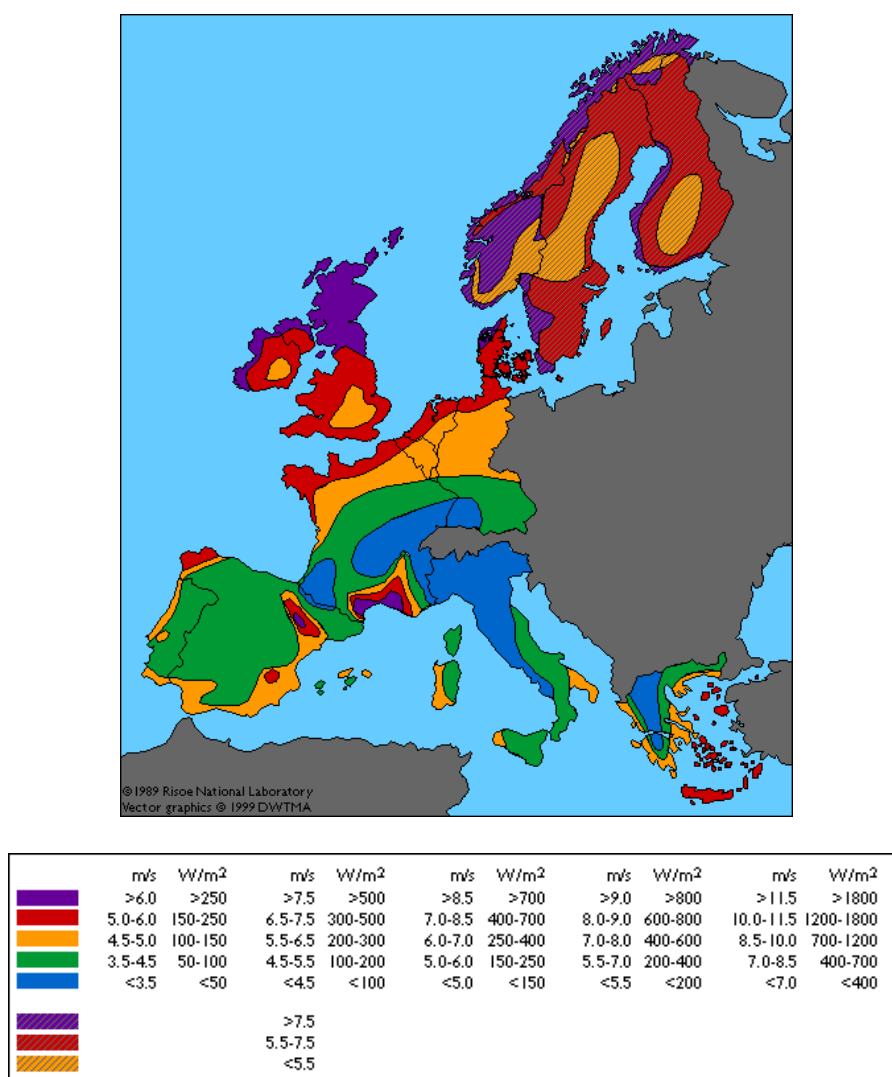 ©1989 Risoe National Laboratory
Vector graphics © 1999 DWTMA
m/s W/m² m/s W/m² m/s W/m² m/s W/m² m/s W/m²
>6.0 >250 >7.5 >500 >8.5 >700 >9.0 >800 >11.5 >1800
5.0-6.0 150-250 6.5-7.5 300-500 7.0-8.5 400-700 8.0-9.0 600-800 10.0-11.5 1200-1800
4.5-5.0 100-150 5.5-6.5 200-300 6.0-7.0 250-400 7.0-8.0 400-600 8.5-10.0 700-1200
3.5-4.5 50-100 4.5-5.5 100-200 5.0-6.0 150-250 5.5-7.0 200-400 7.0-8.5 400-700
<3.5 <50 <4.5 <100 <5.0 <150 <5.5 <200 <7.0 <400
>7.5
5.5-7.5
<5.5